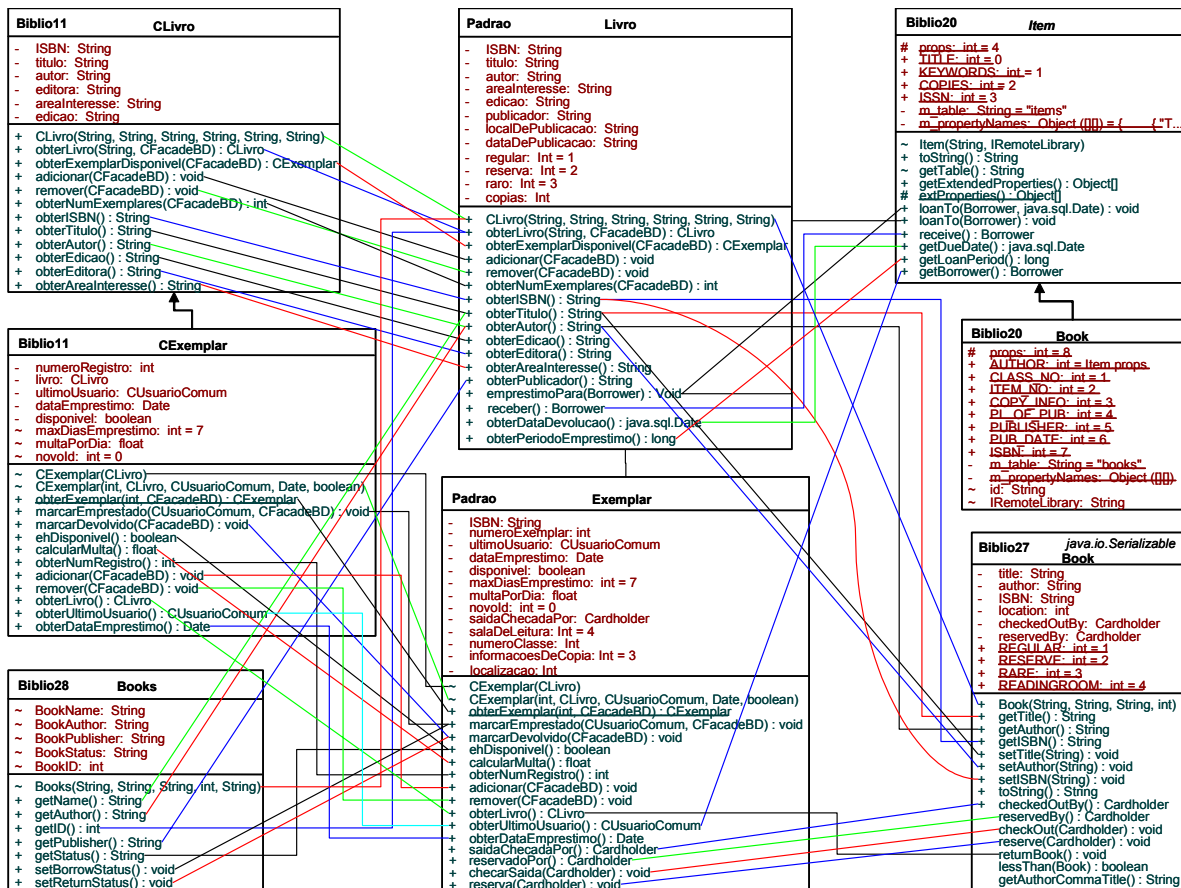 Biblio11 CLivro
- ISBN: String
- titulo: String
- autor: String
- editora: String
- areaInteresse: String
- edicao: String
+ CLivro(String, String, String, String, String, String)
+ obterLivro(String, CFacadeBD) : CLivro
+ obterExemplarDisponivel(CFacadeBD) : CExemplar
+ adicionar(CFacadeBD) : void
+ remover(CFacadeBD) : void
+ obterNumExemplares(CFacadeBD) : int
+ obterISBN() : String
+ obterTitulo() : String
+ obterAutor() : String
+ obterEdicao() : String
+ obterEditora() : String
+ obterAreaInteresse() : String
Biblio11 CExemplar
- numeroRegistro: int
- livro: CLivro
- ultimoUsuario: CUsuarioComum
- dataEmprestimo: Date
- disponivel: boolean
~ maxDiasEmprestimo: int = 7
~ multaPorDia: float
~ novoId: int = 0
~ CExemplar(CLivro)
~ CExemplar(int, CLivro, CUsuarioComum, Date, boolean)
+ obterExemplar(int, CFacadeBD) : CExemplar
+ marcarEmprestado(CUsuarioComum, CFacadeBD) : void
+ marcarDevolvido(CFacadeBD) : void
+ ehDisponivel() : boolean
+ calcularMulta() : float
+ obterNumRegistro() : int
+ adicionar(CFacadeBD) : void
+ remover(CFacadeBD) : void
+ obterLivro() : CLivro
+ obterUltimoUsuario() : CUsuarioComum
+ obterDataEmprestimo() : Date
Biblio28 Books
~ BookName: String
~ BookAuthor: String
~ BookPublisher: String
~ BookStatus: String
~ BookID: int
~ Books(String, String, String, int, String)
+ getName() : String
+ getAuthor() : String
+ getID() : int
+ getPublisher() : String
+ getStatus() : String
+ setBorrowStatus() : void
+ setReturnStatus() : void
Padrao Livro
- ISBN: String
- titulo: String
- autor: String
- areaInteresse: String
- edicao: String
- publicador: String
- localDePublicacao: String
- dataDePublicacao: String
- regular: Int = 1
- reserva: Int = 2
- raro: Int = 3
- copias: Int
+ CLivro(String, String, String, String, String, String)
+ obterLivro(String, CFacadeBD) : CLivro
+ obterExemplarDisponivel(CFacadeBD) : CExemplar
+ adicionar(CFacadeBD) : void
+ remover(CFacadeBD) : void
+ obterNumExemplares(CFacadeBD) : int
+ obterISBN() : String
+ obterTitulo() : String
+ obterAutor() : String
+ obterEdicao() : String
+ obterEditora() : String
+ obterAreaInteresse() : String
+ obterPublicador() : String
+ emprestimoPara(Borrower) : Void
+ receber() : Borrower
+ obterDataDevolucao() : java.sql.Date
+ obterPeriodoEmprestimo() : long
Padrao Exemplar
- ISBN: String
- numeroExemplar: int
- ultimoUsuario: CUsuarioComum
- dataEmprestimo: Date
- disponivel: boolean
- maxDiasEmprestimo: int = 7
- multaPorDia: float
- novoId: int = 0
- saidaChecadaPor: Cardholder
- salaDeLeitura: Int = 4
- numeroClasse: Int
- informacoesDeCopia: Int = 3
- localizacao: Int
~ CExemplar(CLivro)
~ CExemplar(int, CLivro, CUsuarioComum, Date, boolean)
+ obterExemplar(int, CFacadeBD) : CExemplar
+ marcarEmprestado(CUsuarioComum, CFacadeBD) : void
+ marcarDevolvido(CFacadeBD) : void
+ ehDisponivel() : boolean
+ calcularMulta() : float
+ obterNumRegistro() : int
+ adicionar(CFacadeBD) : void
+ remover(CFacadeBD) : void
+ obterLivro() : CLivro
+ obterUltimoUsuario() : CUsuarioComum
+ obterDataEmprestimo() : Date
+ saidaChecadaPor() : Cardholder
+ reservadoPor() : Cardholder
+ checarSaida(Cardholder) : void
+ reserva(Cardholder) : void
Biblio20 Item
# props: int = 4
+ TITLE: int = 0
+ KEYWORDS: int = 1
+ COPIES: int = 2
+ ISSN: int = 3
- m_table: String = "items"
- m_propertyNames: Object ([][]) = { {"T...
~ Item(String, IRemoteLibrary)
+ toString() : String
~ getTable() : String
+ getExtendedProperties() : Object[]
# extProperties() : Object[]
+ loanTo(Borrower, java.sql.Date) : void
+ loanTo(Borrower) : void
+ receive() : Borrower
+ getDueDate() : java.sql.Date
+ getLoanPeriod() : long
+ getBorrower() : Borrower
Biblio20 Book
# props: int = 8
+ AUTHOR: int = Item.props
+ CLASS_NO: int = 1
+ ITEM_NO: int = 2
+ COPY_INFO: int = 3
+ PL_OF_PUB: int = 4
+ PUBLISHER: int = 5
+ PUB_DATE: int = 6
+ ISBN: int = 7
- m_table: String = "books"
- m_propertyNames: Object ([][])
~ id: String
~ IRemoteLibrary: String
java.io.Serializable
Biblio27 Book
- title: String
- author: String
- ISBN: String
- location: int
- checkedOutBy: Cardholder
- reservedBy: Cardholder
+ REGULAR: int = 1
+ RESERVE: int = 2
+ RARE: int = 3
+ READINGROOM: int = 4
+ Book(String, String, String, int)
+ getTitle() : String
+ getAuthor() : String
+ getISBN() : String
+ setTitle(String) : void
+ setAuthor(String) : void
+ setISBN(String) : void
+ toString() : String
+ checkedOutBy() : Cardholder
+ reservedBy() : Cardholder
+ checkOut(Cardholder) : void
+ reserve(Cardholder) : void
+ returnBook() : void
+ lessThan(Book) : boolean
+ getAuthorCommaTitle() : String